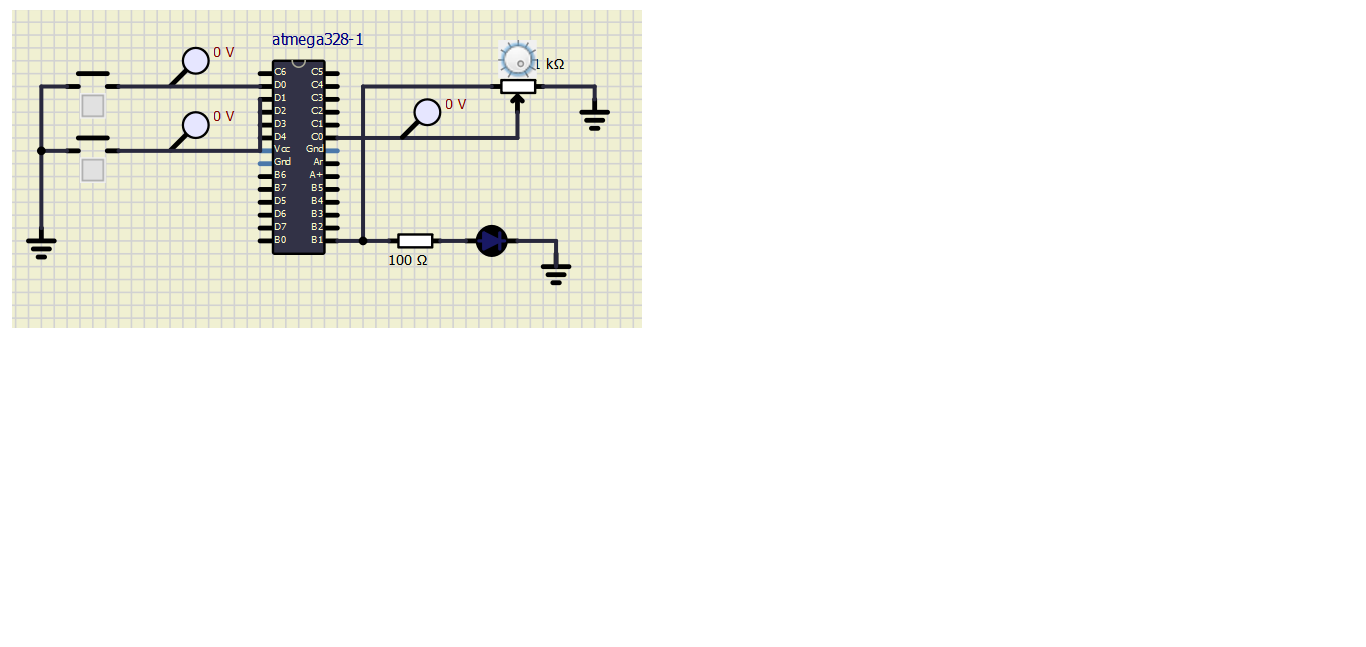 atmega328-1
0 V
1 kΩ
C6 C5
D0 C4
D1 C3
0 V
D2 C2
0 V
D3 C1
D4 C0
Vcc Gnd
Gnd Ar
B6 A+
B7 B5
D5 B4
D6 B3
D7 B2
B0 B1
100 Ω